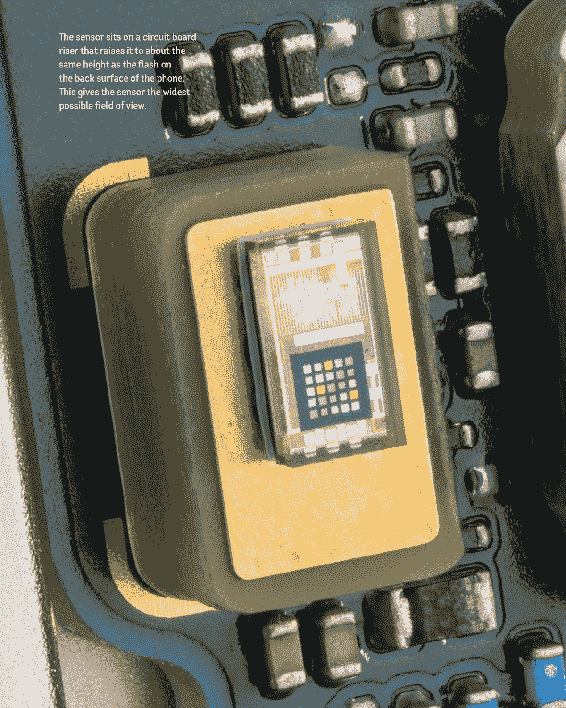 The sensor sits on a circuit board
riser that raises it to about the
same height as the flash on
the back surface of the phone.
This gives the sensor the widest
possible field of view.